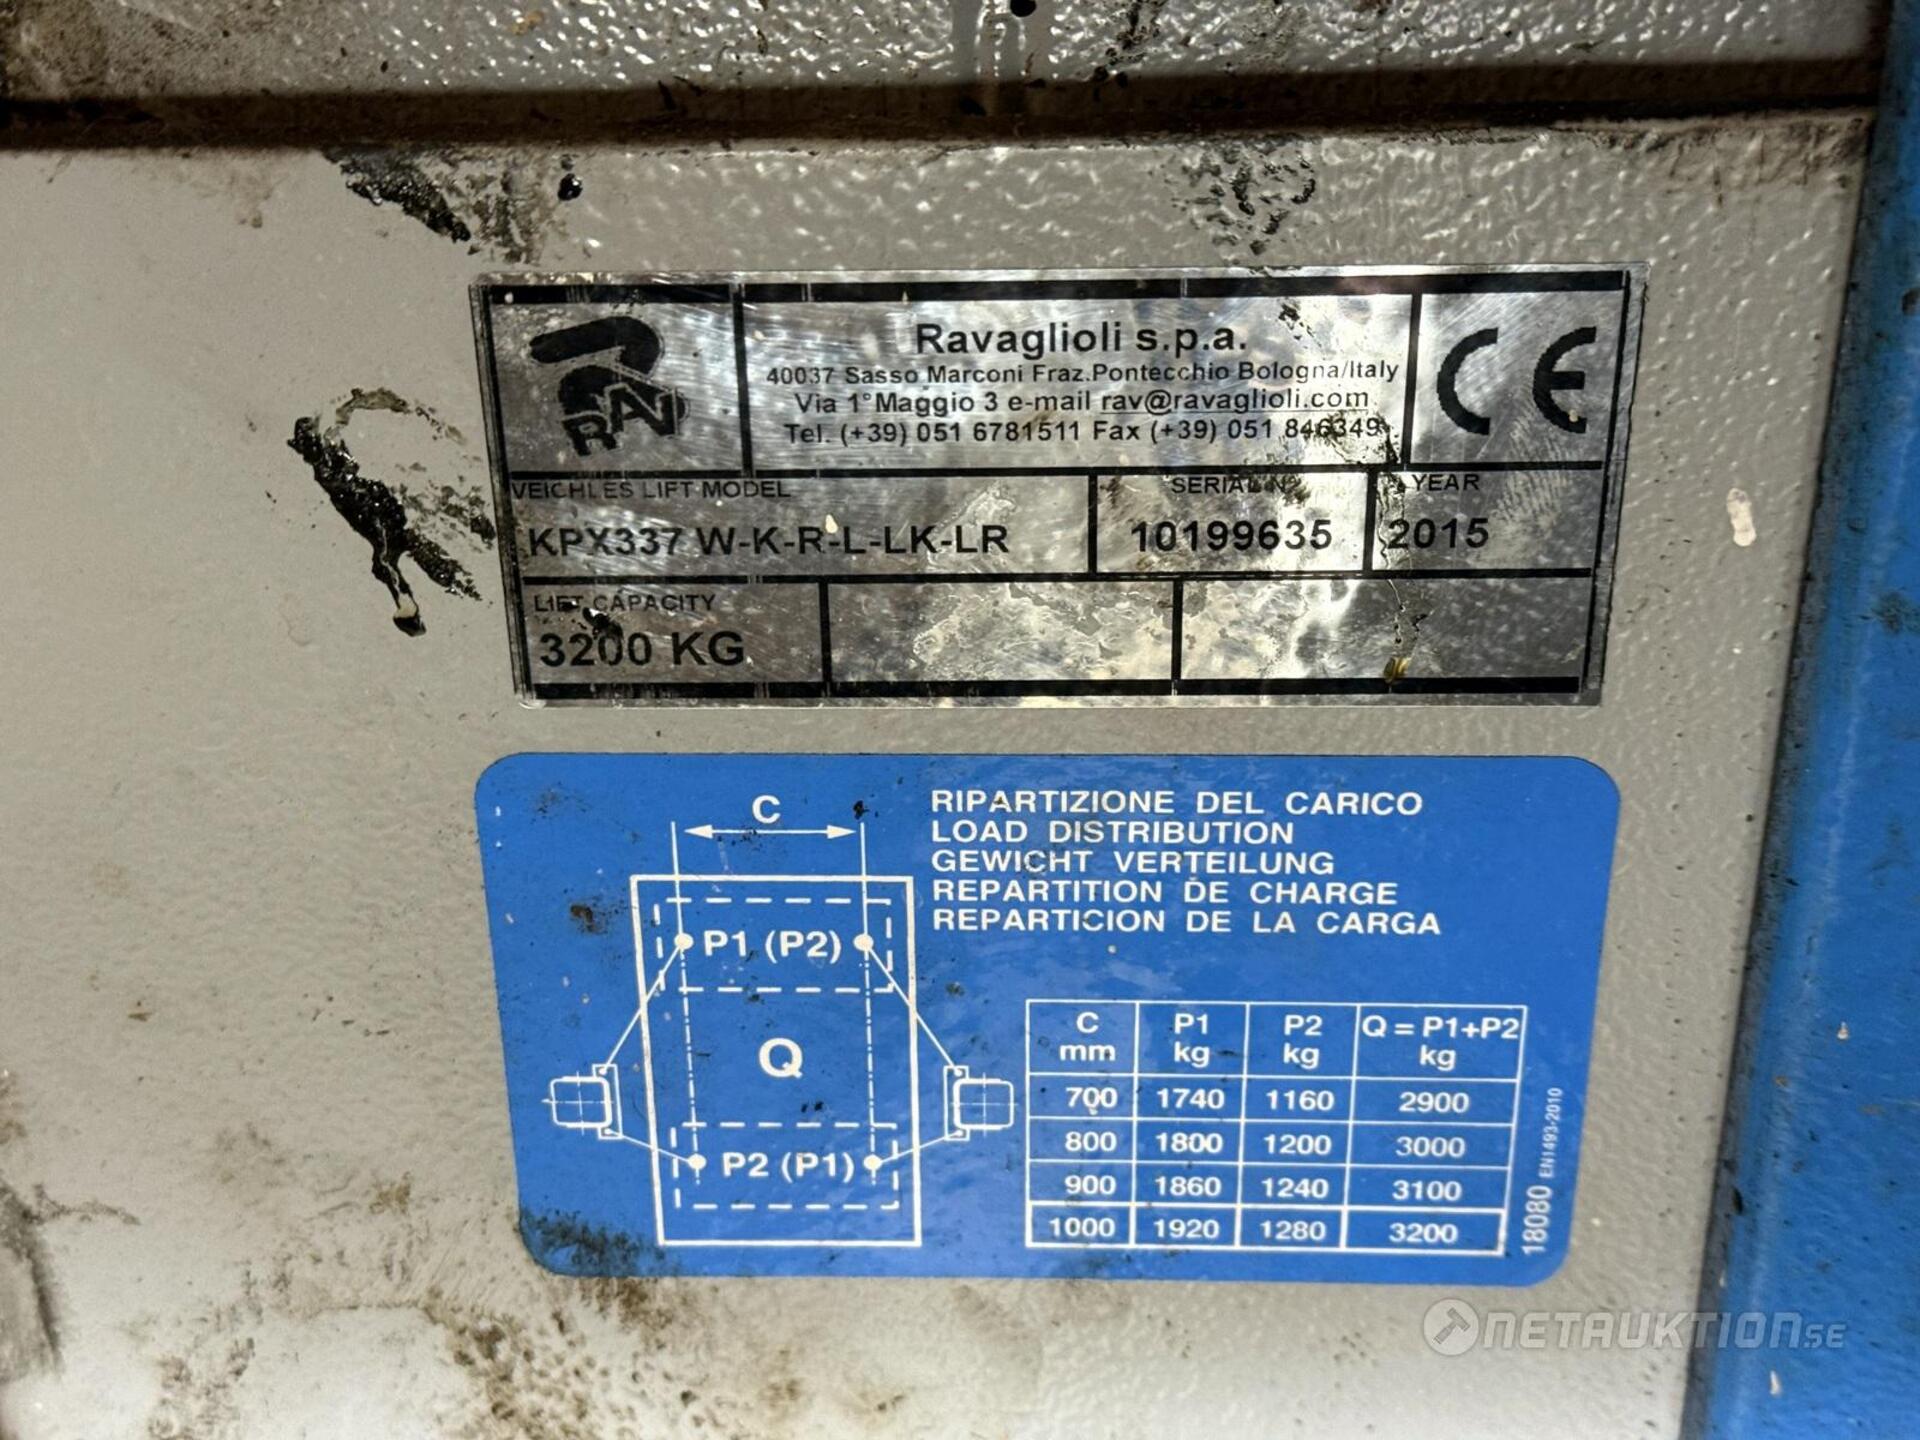 RAV
Ravaglioli s.p.a.
40037 Sasso Marconi Fraz.Pontecchio Bologna/Italy
Via 1°Maggio 3 e-mail rav@ravaglioli.com
Tel. (+39) 051 6781511 Fax (+39) 051 846349
CE
VEICHLES LIFT MODEL
SERIAL N°
YEAR
KPX337 W-K-R-L-LK-LR
10199635
2015
LIFT CAPACITY
3200 KG
C
RIPARTIZIONE DEL CARICO
LOAD DISTRIBUTION
GEWICHT VERTEILUNG
REPARTITION DE CHARGE
REPARTICION DE LA CARGA
P1 (P2)
Q
P2 (P1)
C mm P1 kg P2 kg Q = P1+P2 kg
700 1740 1160 2900
800 1800 1200 3000
900 1860 1240 3100
1000 1920 1280 3200
18080 EN1493-2010
NETAUKTION.SE